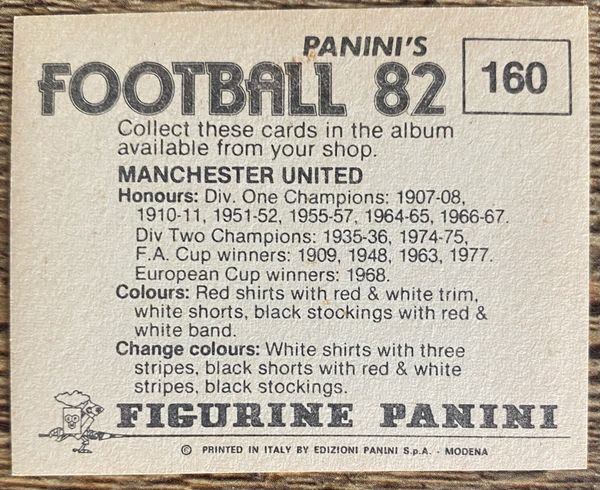 PANINI'S
FOOTBALL 82
160
Collect these cards in the album
available from your shop.
MANCHESTER UNITED
Honours: Div. One Champions: 1907-08,
1910-11, 1951-52, 1955-57, 1964-65, 1966-67.
Div Two Champions: 1935-36, 1974-75,
F.A. Cup winners: 1909, 1948, 1963, 1977.
European Cup winners: 1968.
Colours: Red shirts with red & white trim,
white shorts, black stockings with red &
white band.
Change colours: White shirts with three
stripes, black shorts with red & white
stripes, black stockings.
FIGURINE PANINI
© PRINTED IN ITALY BY EDIZIONI PANINI S.p.A. - MODENA